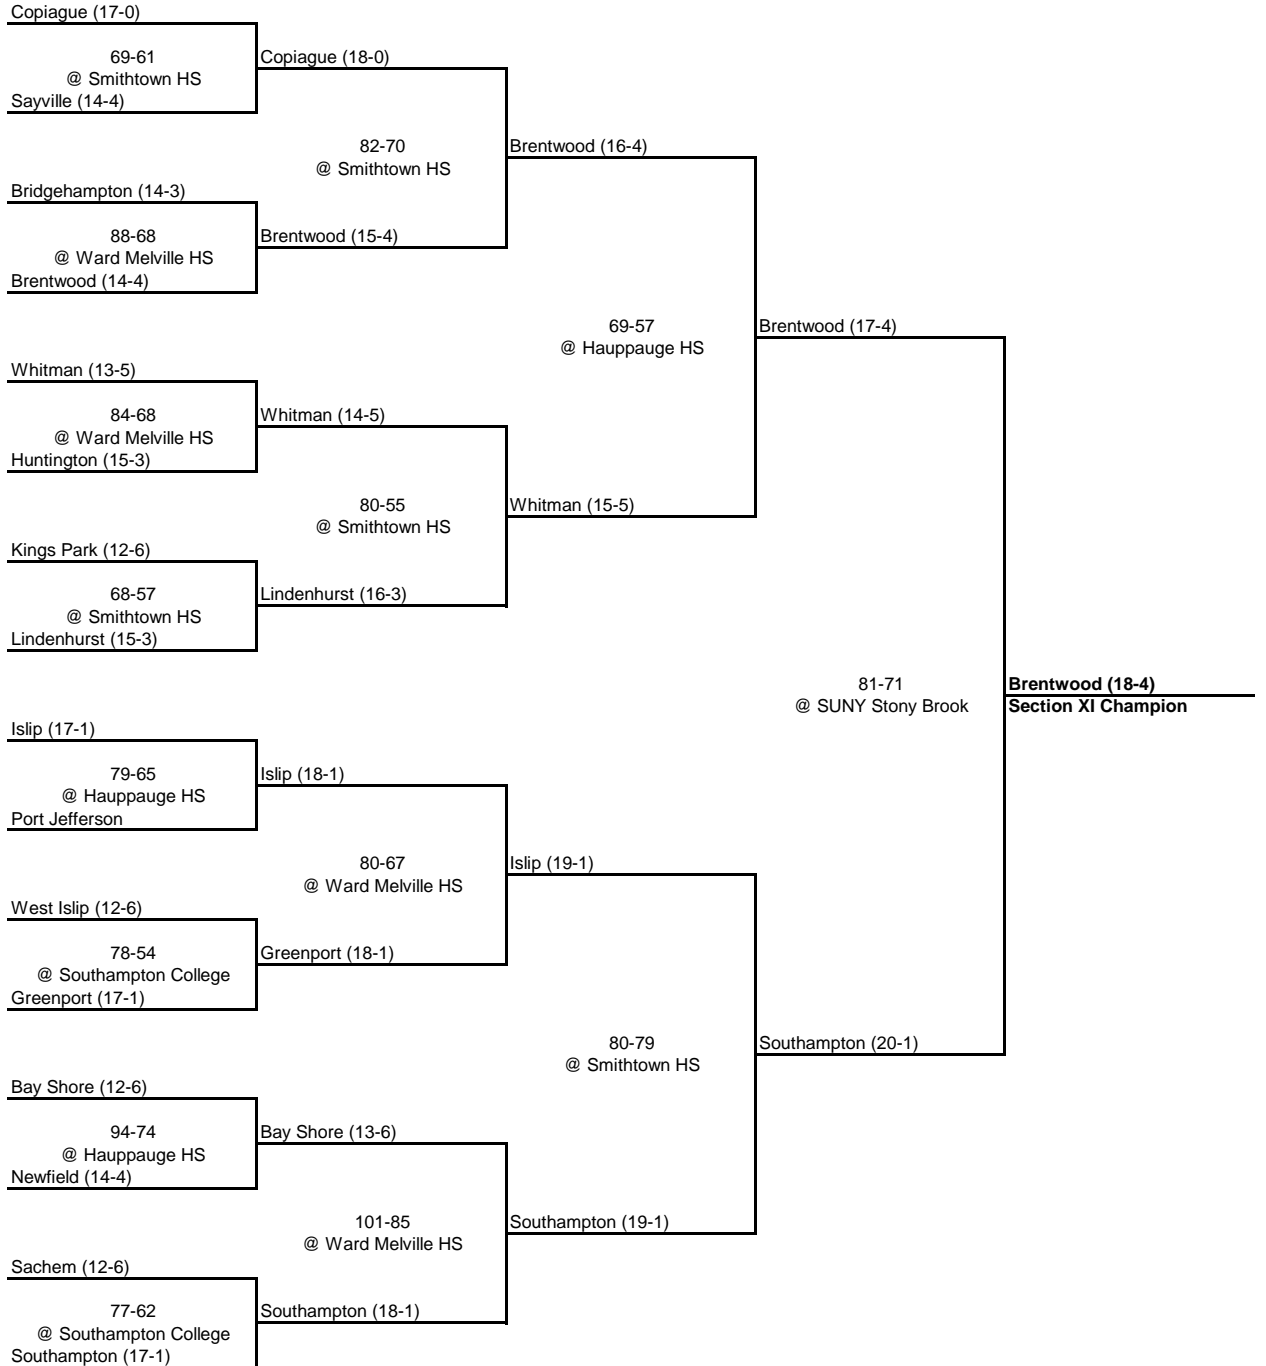 Copiague (17-0)
69-61
@ Smithtown HS
Sayville (14-4)
Copiague (18-0)
82-70
@ Smithtown HS
Bridgehampton (14-3)
88-68
@ Ward Melville HS
Brentwood (14-4)
Brentwood (15-4)
Brentwood (16-4)
69-57
@ Hauppauge HS
Whitman (13-5)
84-68
@ Ward Melville HS
Huntington (15-3)
Whitman (14-5)
80-55
@ Smithtown HS
Kings Park (12-6)
68-57
@ Smithtown HS
Lindenhurst (15-3)
Lindenhurst (16-3)
Whitman (15-5)
Brentwood (17-4)
81-71
@ SUNY Stony Brook
Brentwood (18-4)
Section XI Champion
Islip (17-1)
79-65
@ Hauppauge HS
Port Jefferson
Islip (18-1)
80-67
@ Ward Melville HS
West Islip (12-6)
78-54
@ Southampton College
Greenport (17-1)
Greenport (18-1)
Islip (19-1)
80-79
@ Smithtown HS
Southampton (20-1)
Bay Shore (12-6)
94-74
@ Hauppauge HS
Newfield (14-4)
Bay Shore (13-6)
101-85
@ Ward Melville HS
Southampton (19-1)
Sachem (12-6)
77-62
@ Southampton College
Southampton (17-1)
Southampton (18-1)